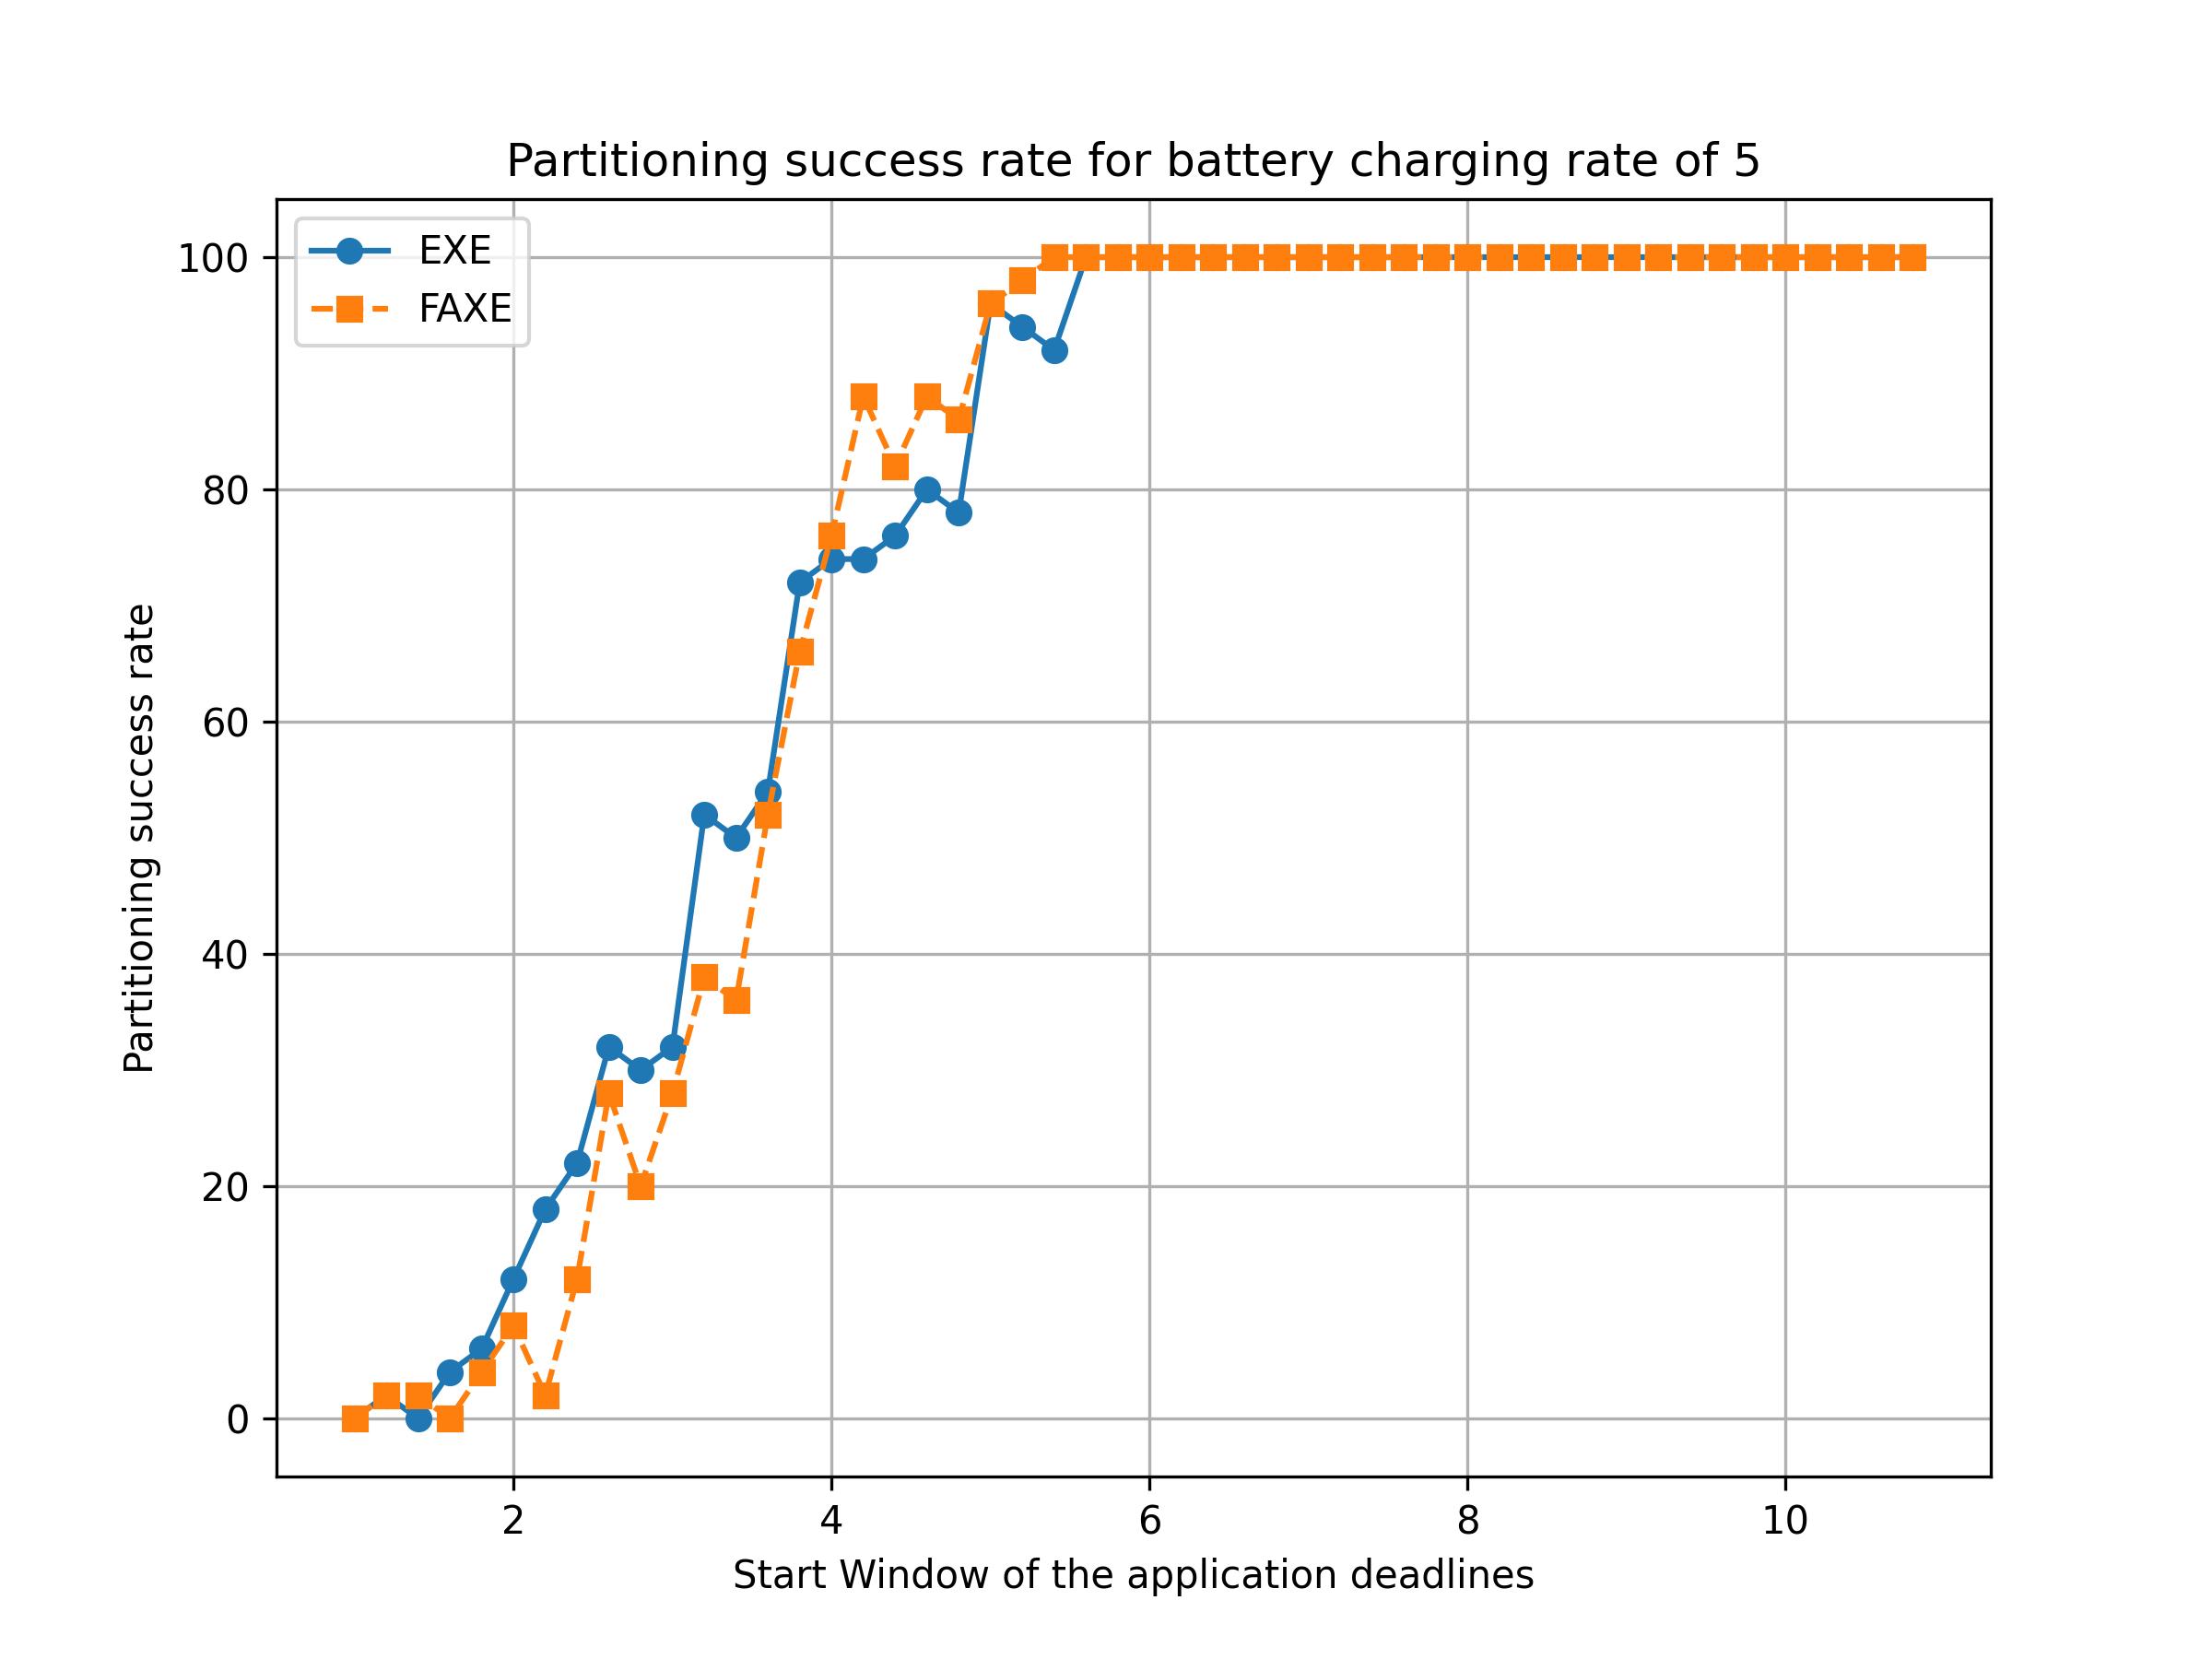 Partitioning success rate for battery charging rate of 5
EXE
FAXE
100
80
60
40
20
0
Partitioning success rate
2 4 6 8 10
Start Window of the application deadlines